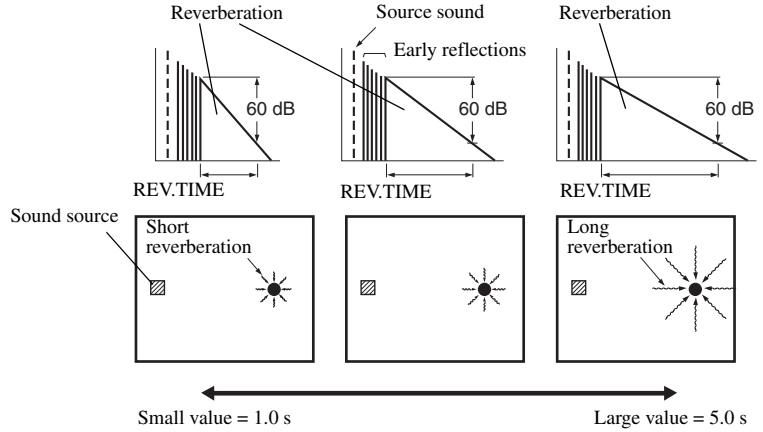 Reverberation
Source sound
Reverberation
Early reflections
60 dB
60 dB
60 dB
REV.TIME
REV.TIME
REV.TIME
Sound source
Short
reverberation
Long
reverberation
Small value = 1.0 s
Large value = 5.0 s